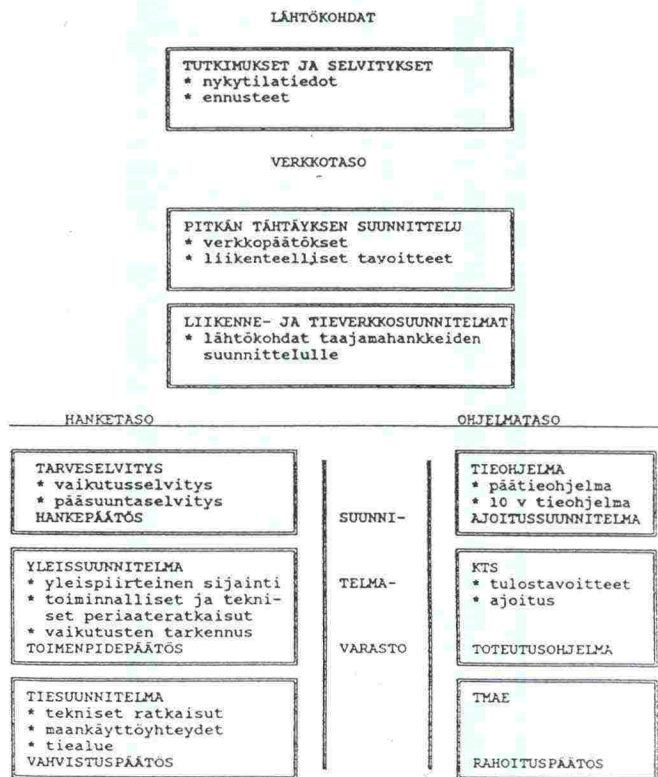 LÄHTÖKOHDAT
TUTKIMUKSET JA SELVITYKSET
* nykytilatiedot
* ennusteet
VERKKOTASO
PITKÄN TÄHTÄYKSEN SUUNNITTELU
* verkkopäätökset
* liikenteelliset tavoitteet
LIIKENNE- JA TIEVERKKOSUUNNITELMAT
* lähtökohdat taajamahankkeiden
suunnittelulle
HANKETASO
TARVESELVITYS
* vaikutusselvitys
* pääsuuntaselvitys
HANKEPÄÄTÖS
YLEISSUUNNITELMA
* yleispiirteinen sijainti
* toiminnalliset ja tekni-
set periaateratkaisut
* vaikutusten tarkennus
TOIMENPIDEPÄÄTÖS
TIESUUNNITELMA
* tekniset ratkaisut
* maankäyttöyhteydet
* tiealue
VAHVISTUSPÄÄTÖS
SUUNNI-
TELMA-
VARASTO
OHJELMATASO
TIEOHJELMA
* päätieohjelma
* 10 v tieohjelma
AJOITUSSUUNNITELMA
KTS
* tulostavoitteet
* ajoitus
TOTEUTUSOHJELMA
TMAE
RAHOITUSPÄÄTÖS